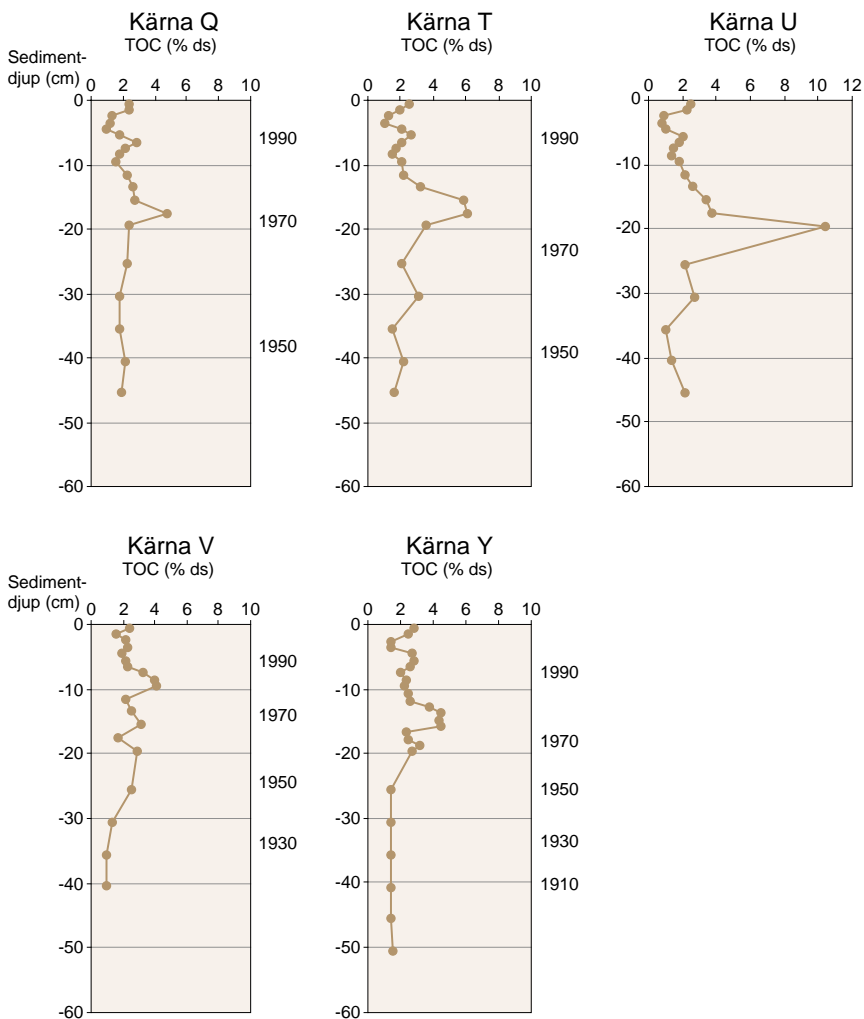 Kärna Q
TOC (% ds)
Sediment-
djup (cm)
0 2 4 6 8 10
0
-10
-20
-30
-40
-50
-60
1990
1970
1950
Kärna T
TOC (% ds)
0 2 4 6 8 10
0
-10
-20
-30
-40
-50
-60
1990
1970
1950
Kärna U
TOC (% ds)
0 2 4 6 8 10 12
0
-10
-20
-30
-40
-50
-60
Kärna V
TOC (% ds)
Sediment-
djup (cm)
0 2 4 6 8 10
0
-10
-20
-30
-40
-50
-60
1990
1970
1950
1930
Kärna Y
TOC (% ds)
0 2 4 6 8 10
0
-10
-20
-30
-40
-50
-60
1990
1970
1950
1930
1910